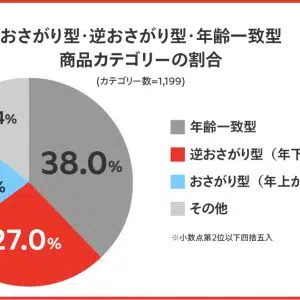 おさがり型・逆おさがり型・年齢一致型
商品カテゴリーの割合
(カテゴリー数=1,199)
4%
38.0%
%
27.0%
年齢一致型
逆おさがり型（年下
おさがり型（年上か
その他
※小数点第2位以下四捨五入